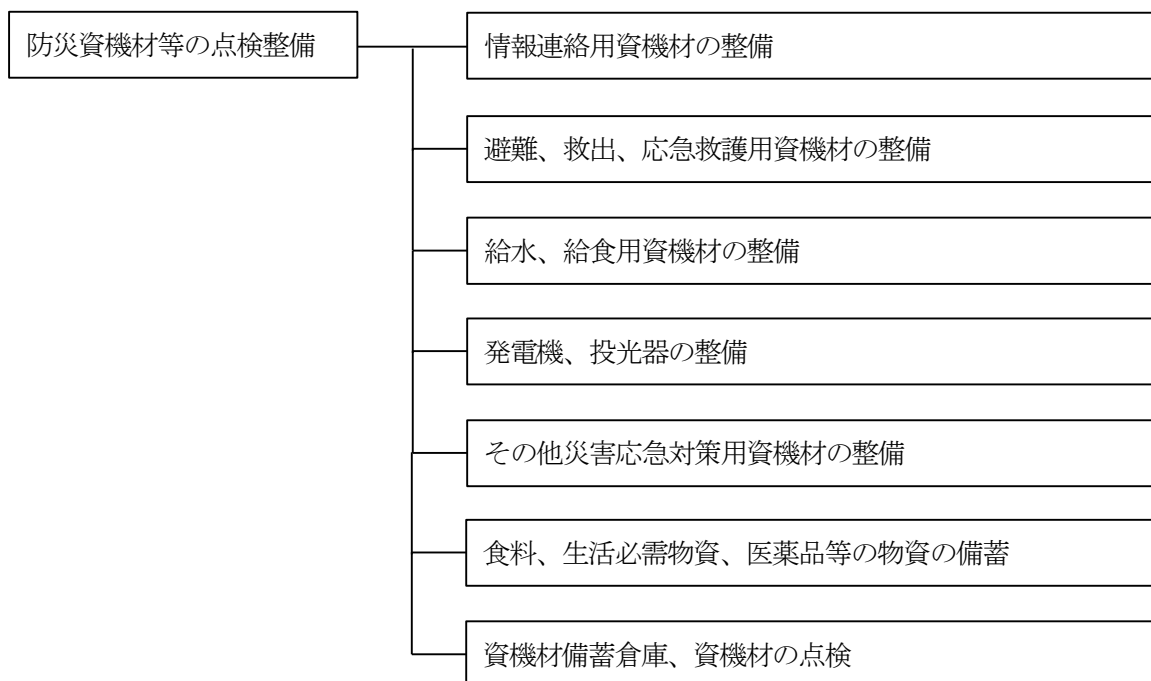 防災資機材等の点検整備
情報連絡用資機材の整備
避難、救出、応急救護用資機材の整備
給水、給食用資機材の整備
発電機、投光器の整備
その他災害応急対策用資機材の整備
食料、生活必需物資、医薬品等の物資の備蓄
資機材備蓄倉庫、資機材の点検